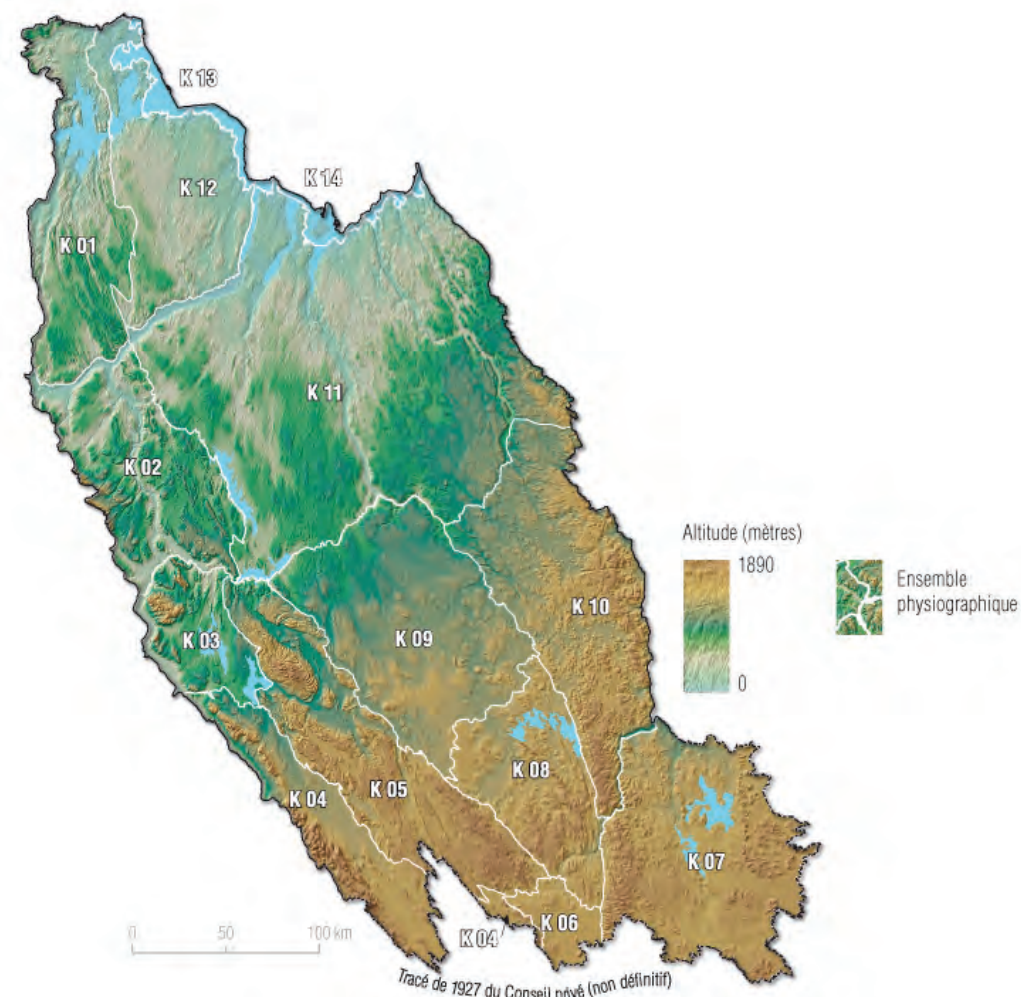 K 13
K 14
K 12
K 01
K 11
K 02
Altitude (mètres)
1890
0
Ensemble
physiographique
K 10
K 09
K 03
K 08
K 05
K 04
K 07
K 06
K 04
0 50 100 km
Tracé de 1927 du Conseil privé (non définitif)